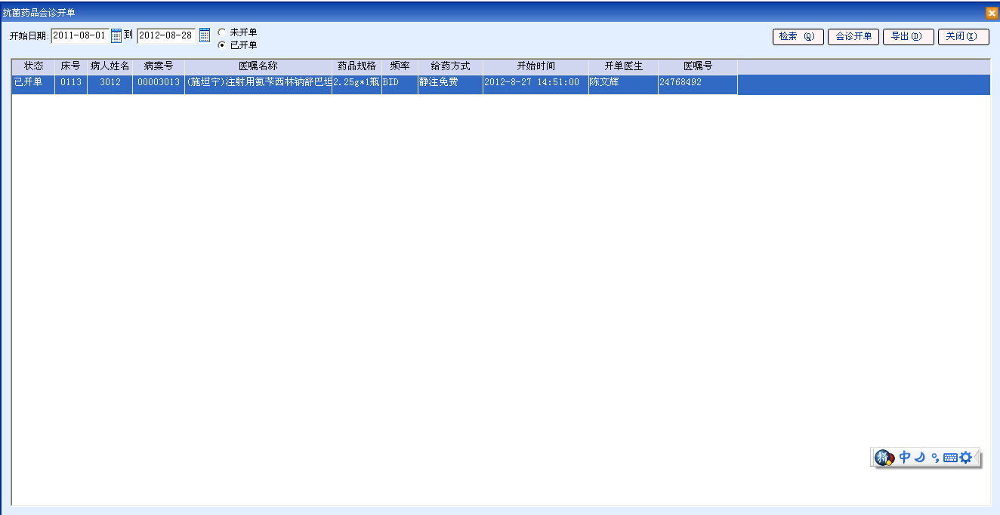 抗菌药品会诊开单
开始日期: 2011-08-01 到 2012-08-28 未开单 检索 (Q) 会诊开单 导出(D) 关闭(X)
已开单
状态 床号 病人姓名 病案号 医嘱名称 药品规格 频率 给药方式 开始时间 开单医生 医嘱号
已开单 0113 3012 00003013 (施坦宁)注射用氨苄西林钠舒巴坦 2.25g*1瓶 BID 静注免费 2012-8-27 14:51:00 陈文辉 24768492
拼 中